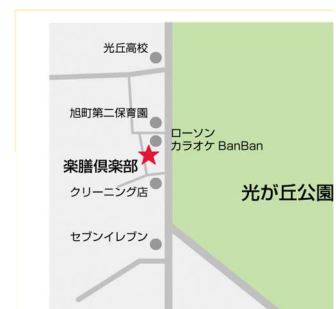 光丘高校
旭町第二保育園
ローソン
カラオケ BanBan
楽膳倶楽部
クリーニング店
光が丘公園
セブンイレブン